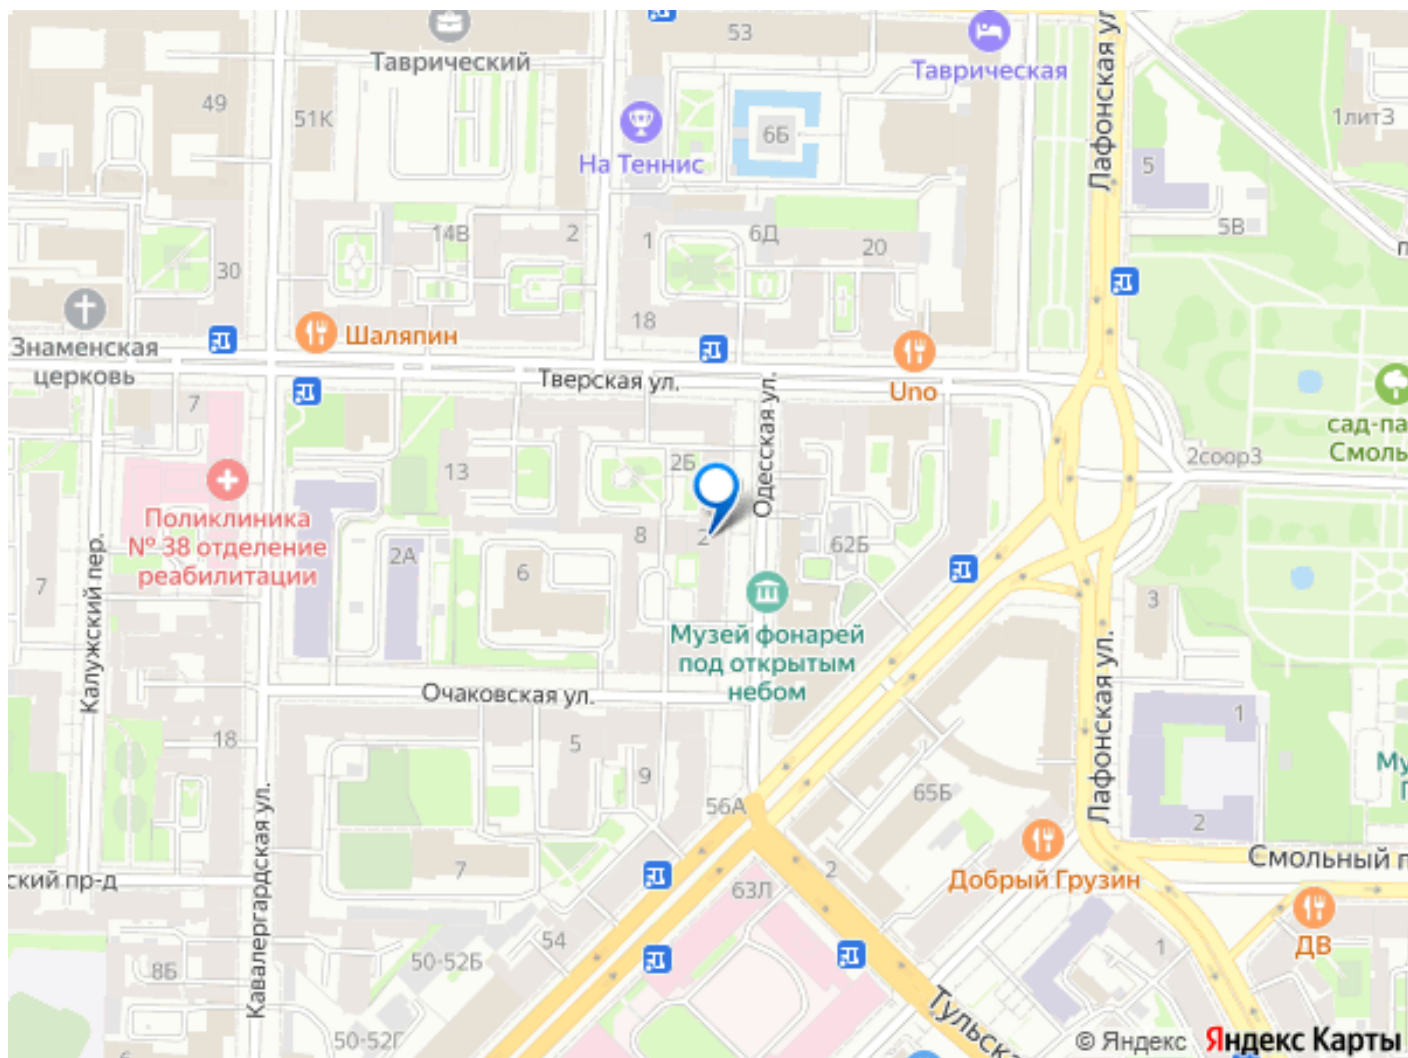 53
Таврический
Таврическая
49
51К
На Теннис
6Б
Лафонская ул.
1лит3
5
5В
14В
2
1
6Д
20
30
18
Шаляпин
Знаменская
церковь
Тверская ул.
Uno
Одесская ул.
7
сад-па
Смоль
2соор3
13
2Б
Поликлиника
№ 38 отделение
реабилитации
2А
8
2
62Б
6
7
Калужский пер.
3
Музей фонарей
под открытым
небом
Лафонская ул.
Очаковская ул.
1
18
5
9
56А
65Б
Му
2
Смольный п
7
2
63Л
Добрый Грузин
ский пр-д
Кавалергардская ул.
54
50-52Б
8Б
1
ДВ
50-52Г
Тульска
6
© Яндекс
Яндекс Карты